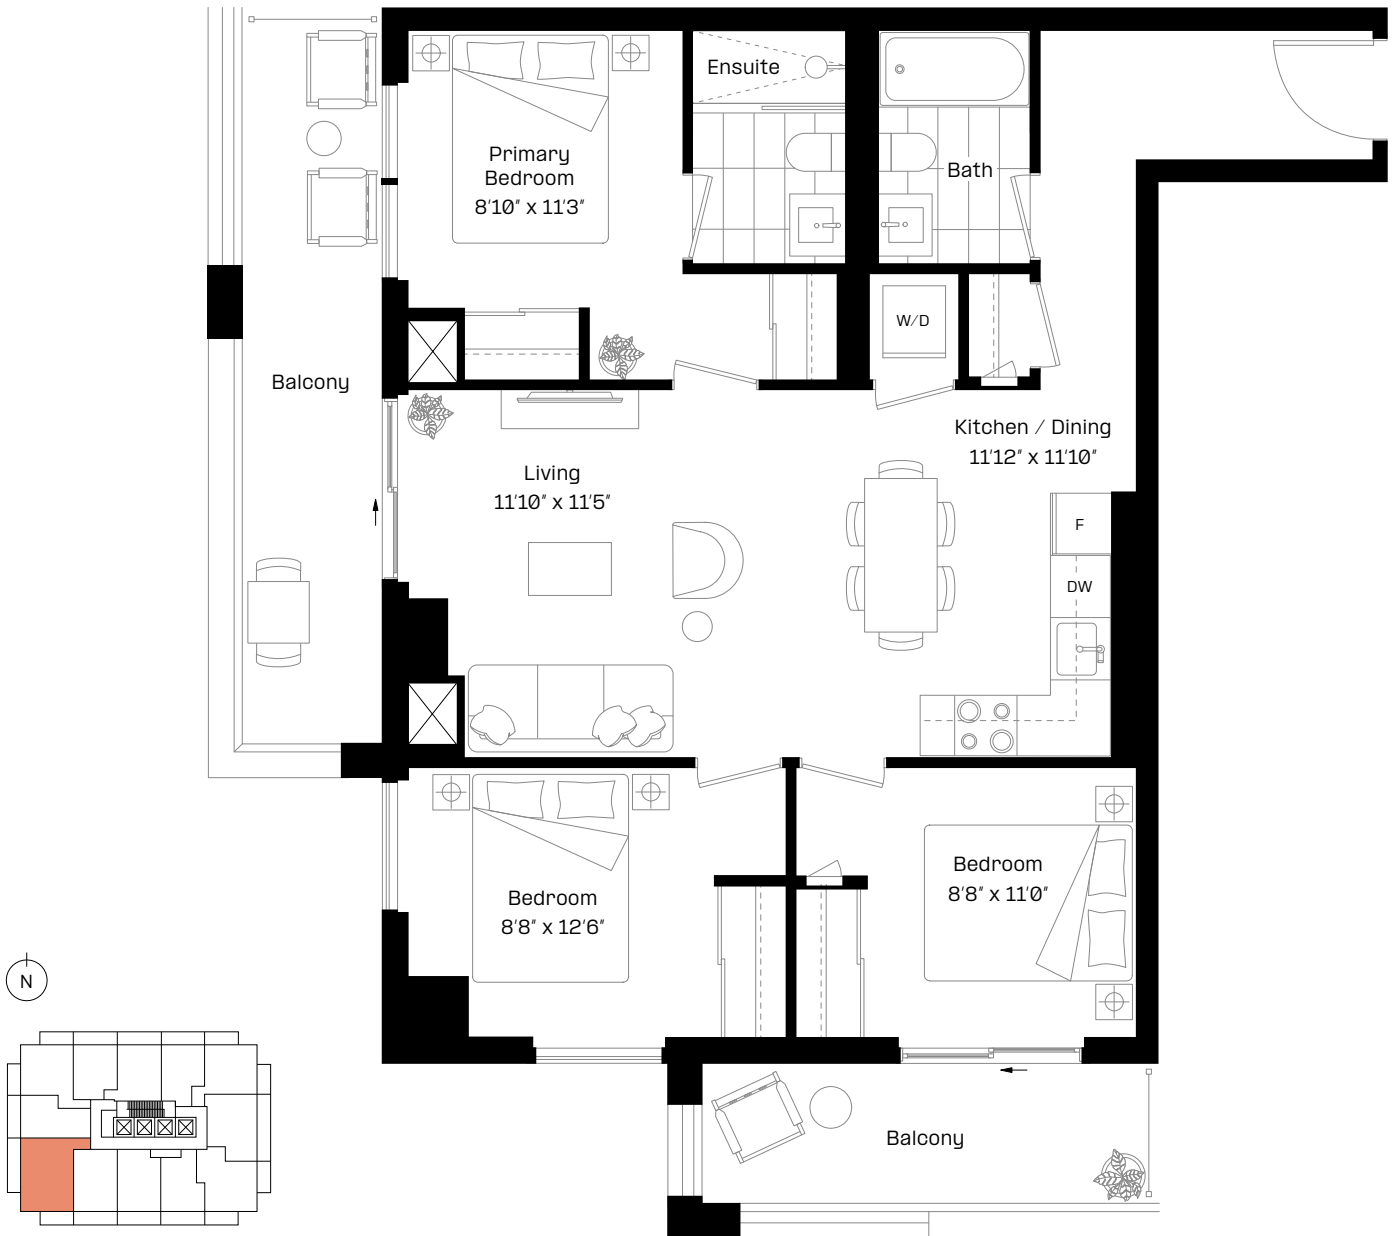 Ensuite
Primary
Bedroom
8'10" x 11'3"
Bath
W/D
Balcony
Kitchen / Dining
11'12" x 11'10"
Living
11'10" x 11'5"
F
DW
Bedroom
8'8" x 11'0"
Bedroom
8'8" x 12'6"
N
Balcony